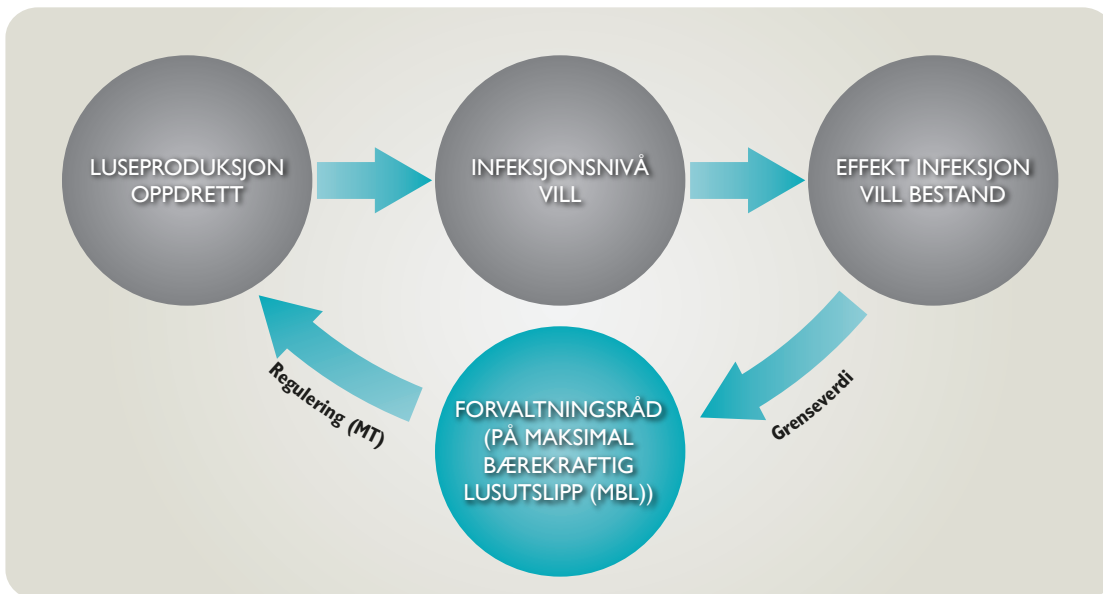 LUSEPRODUKSJON
OPPDRETT
INFEKSJONSNIVÅ
VILL
EFFEKT INFEKSJON
VILL BESTAND
Regulering (MT)
FORVALTNINGSRÅD
(PÅ MAKSIMAL
BÆREKRAFTIG
LUSUTSLIPP (MBL))
Grenseverdi